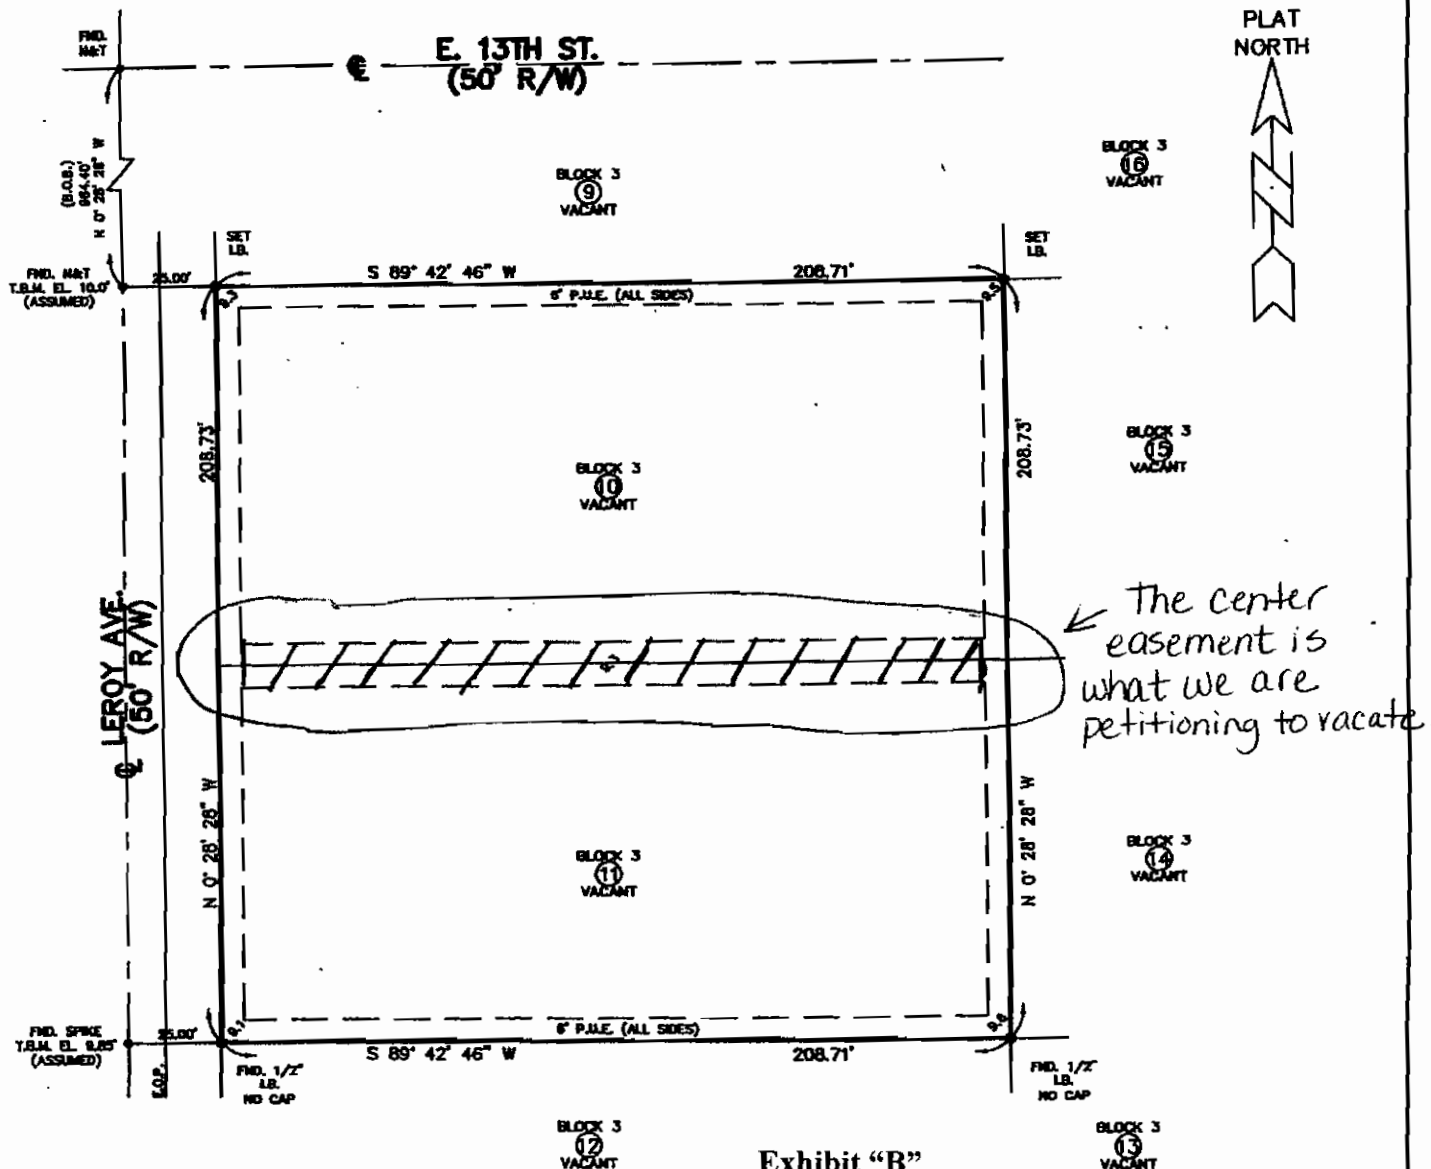 PLAT
NORTH
FND.
N&T
E. 13TH ST.
(50' R/W)
(B.O.B.)
964.40'
N 0° 28' 28" W
BLOCK 3
9
VACANT
BLOCK 3
16
VACANT
SET
I.B.
SET
I.B.
FND. N&T
T.B.M. EL. 10.0'
(ASSUMED)
25.00'
S 89° 42' 46" W
208.71'
6' P.U.E. (ALL SIDES)
208.73'
208.73'
BLOCK 3
10
VACANT
BLOCK 3
15
VACANT
LEROY AVE.
(50' R/W)
The center
easement is
what we are
petitioning to vacate
N 0° 28' 28" W
N 0° 28' 28" W
BLOCK 3
11
VACANT
BLOCK 3
14
VACANT
FND. SPIKE
T.B.M. EL. 9.85'
(ASSUMED)
25.00'
6' P.U.E. (ALL SIDES)
S 89° 42' 46" W
208.71'
E.O.P.
FND. 1/2"
I.B.
NO CAP
FND. 1/2"
I.B.
NO CAP
BLOCK 3
12
VACANT
Exhibit “B”
BLOCK 3
13
VACANT